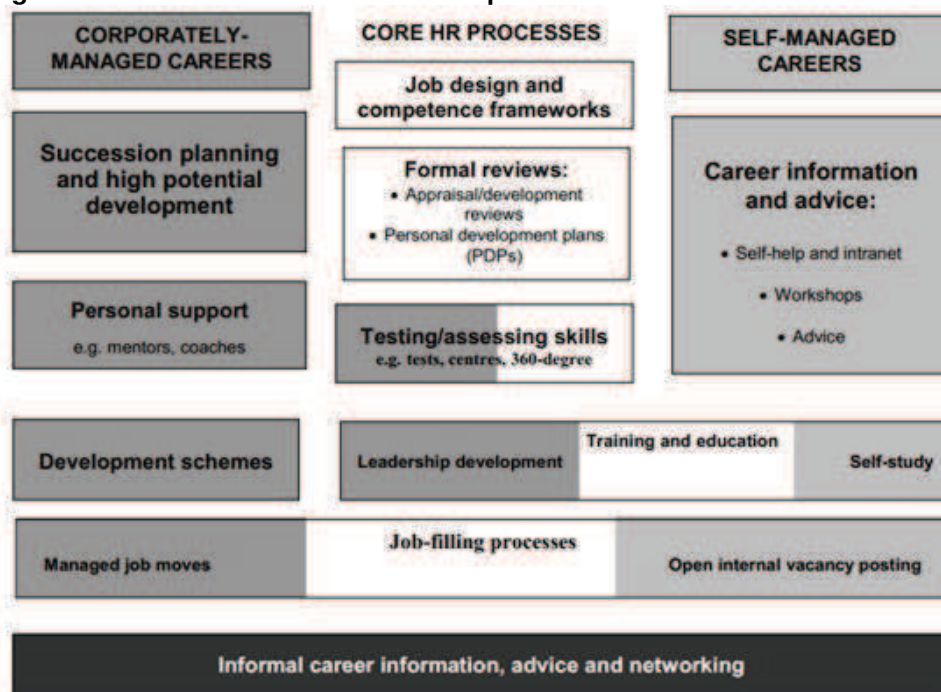 CORPORATELY-
MANAGED CAREERS
CORE HR PROCESSES
SELF-MANAGED
CAREERS
Job design and
competence frameworks
Succession planning
and high potential
development
Formal reviews:
• Appraisal/development
reviews
• Personal development plans
(PDPs)
Career information
and advice:
• Self-help and intranet
• Workshops
• Advice
Personal support
e.g. mentors, coaches
Testing/assessing skills
e.g. tests, centres, 360-degree
Development schemes
Leadership development
Training and education
Self-study
Managed job moves
Job-filling processes
Open internal vacancy posting
Informal career information, advice and networking